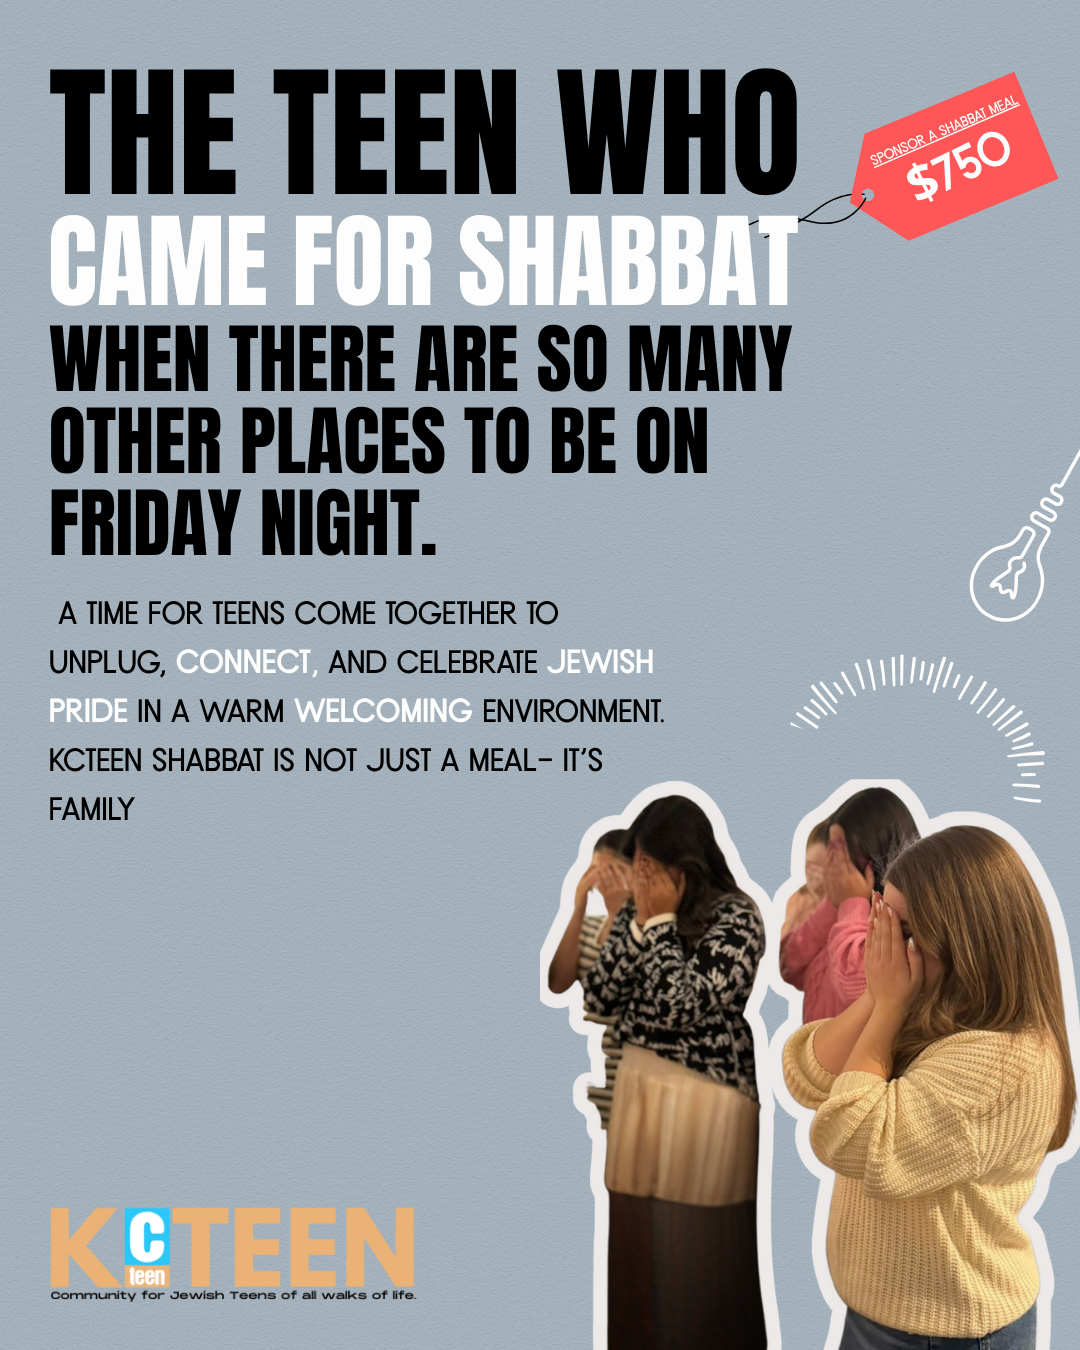 THE TEEN WHO
SPONSOR A SHABBAT MEAL
$750
CAME FOR SHABBAT
WHEN THERE ARE SO MANY
OTHER PLACES TO BE ON
FRIDAY NIGHT.
A TIME FOR TEENS COME TOGETHER TO
UNPLUG, CONNECT, AND CELEBRATE JEWISH
PRIDE IN A WARM WELCOMING ENVIRONMENT.
KCTEEN SHABBAT IS NOT JUST A MEAL– IT'S
FAMILY
KCTEEN
teen
Community for Jewish Teens of all walks of life.